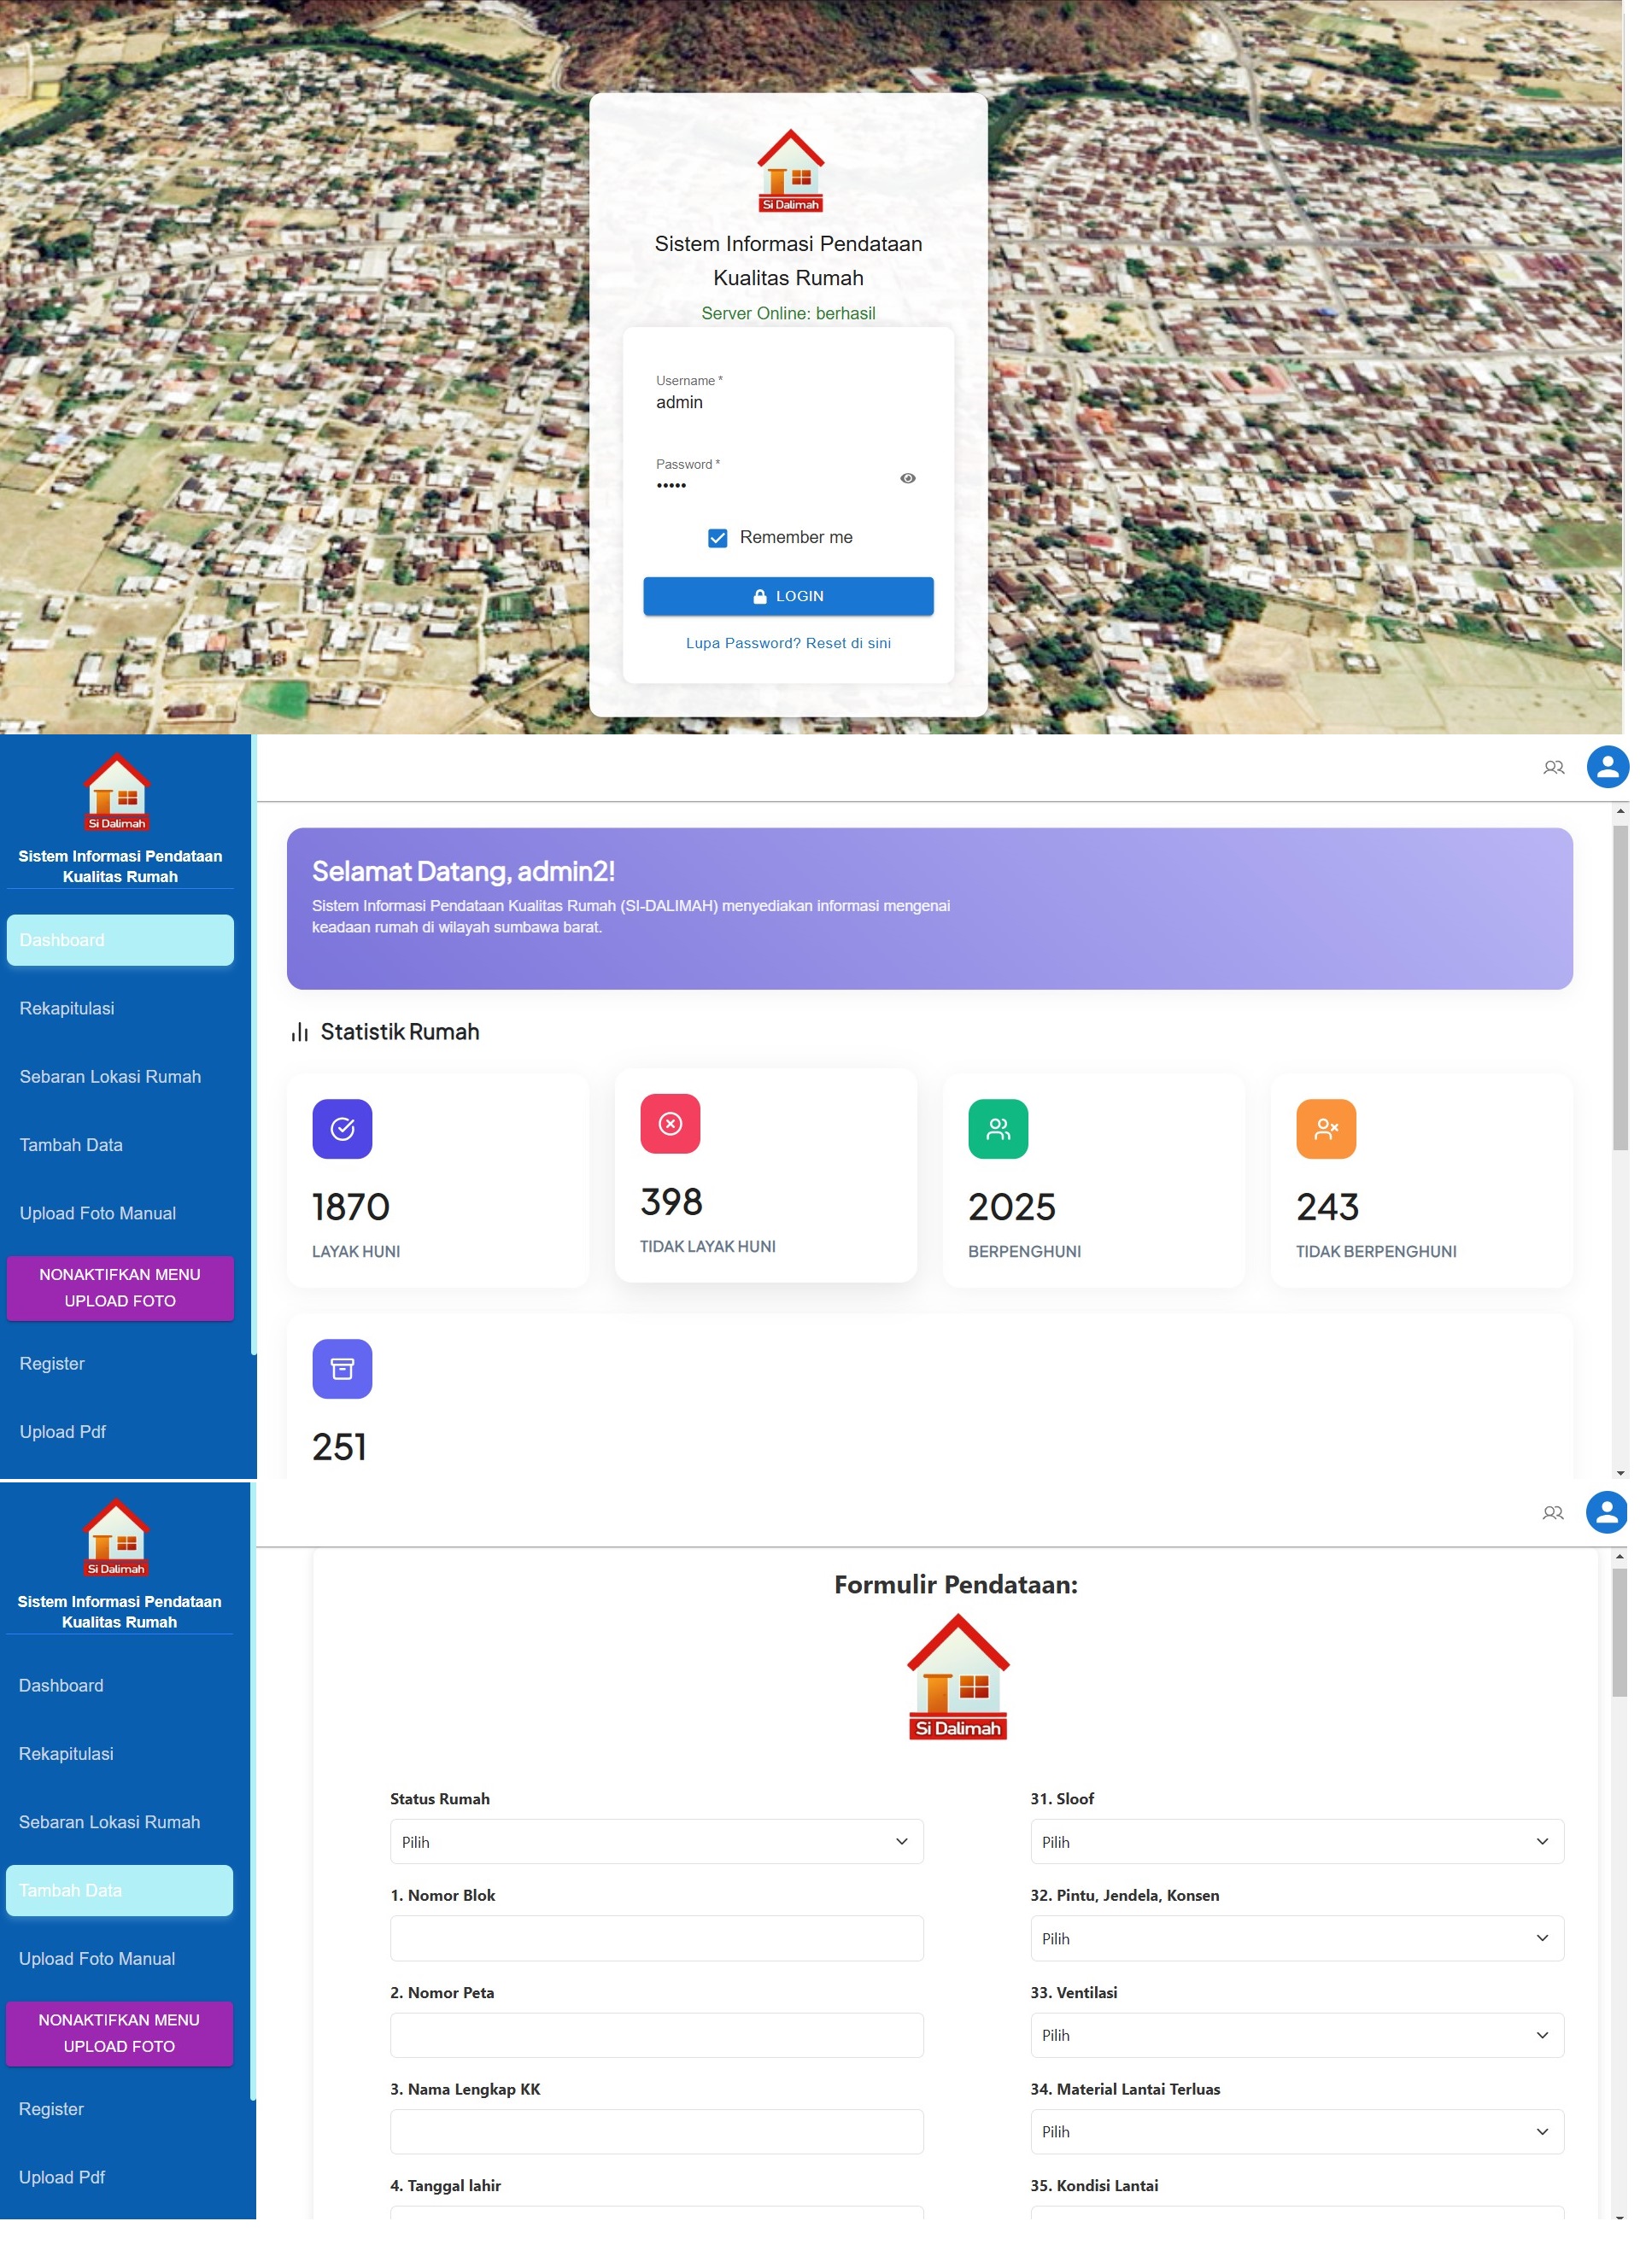 Si Dalimah
Sistem Informasi Pendataan
Kualitas Rumah
Server Online: berhasil
Username *
admin
Password *
•••••
Remember me
LOGIN
Lupa Password? Reset di sini
Si Dalimah
Sistem Informasi Pendataan
Kualitas Rumah
Dashboard
Rekapitulasi
Sebaran Lokasi Rumah
Tambah Data
Upload Foto Manual
NONAKTIFKAN MENU
UPLOAD FOTO
Register
Upload Pdf
Selamat Datang, admin2!
Sistem Informasi Pendataan Kualitas Rumah (SI-DALIMAH) menyediakan informasi mengenai
keadaan rumah di wilayah sumbawa barat.
Statistik Rumah
1870
LAYAK HUNI
398
TIDAK LAYAK HUNI
2025
BERPENGHUNI
243
TIDAK BERPENGHUNI
251
Si Dalimah
Sistem Informasi Pendataan
Kualitas Rumah
Dashboard
Rekapitulasi
Sebaran Lokasi Rumah
Tambah Data
Upload Foto Manual
NONAKTIFKAN MENU
UPLOAD FOTO
Register
Upload Pdf
Formulir Pendataan:
Si Dalimah
Status Rumah
Pilih
1. Nomor Blok
2. Nomor Peta
3. Nama Lengkap KK
4. Tanggal lahir
31. Sloof
Pilih
32. Pintu, Jendela, Konsen
Pilih
33. Ventilasi
Pilih
34. Material Lantai Terluas
Pilih
35. Kondisi Lantai